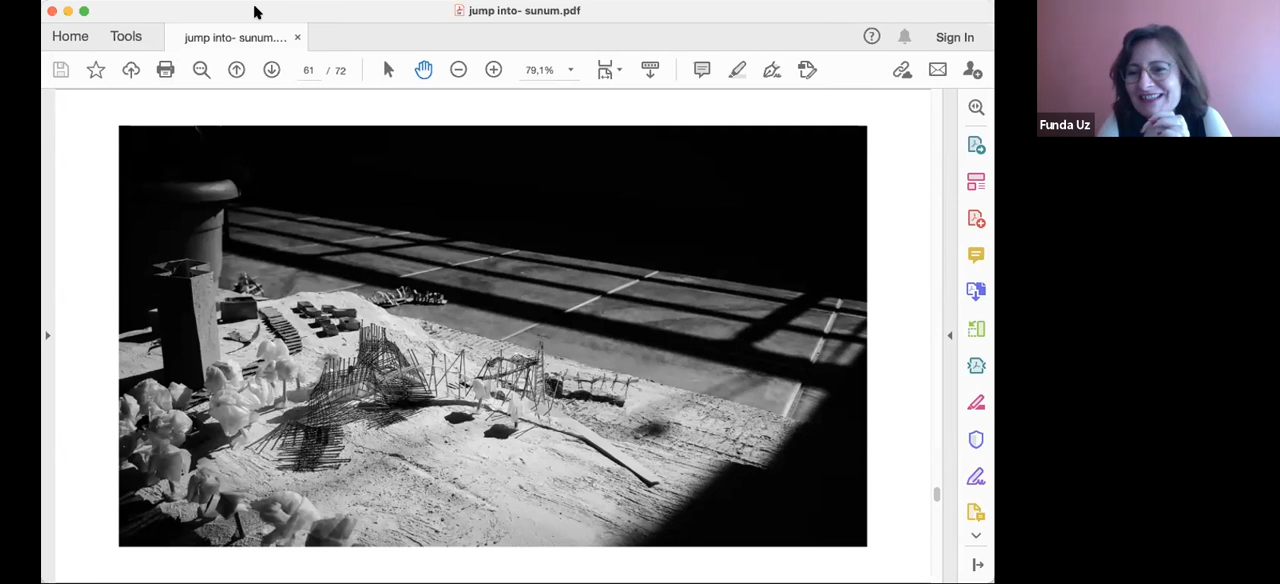 jump into- sunum.pdf
Home Tools jump into- sunum.... × Sign In
61 / 72 79,1%
Funda Uz